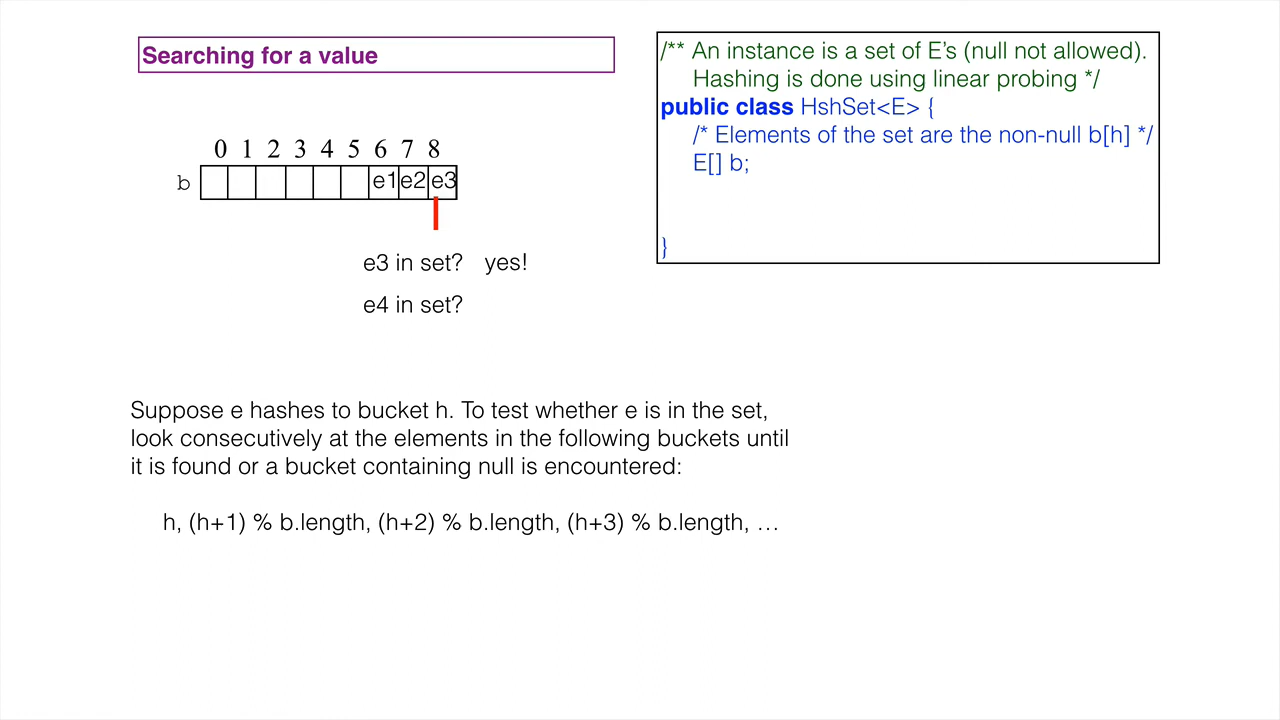 Searching for a value
0 1 2 3 4 5 6 7 8
b e1 e2 e3
e3 in set? yes!
e4 in set?
/** An instance is a set of E’s (null not allowed).
Hashing is done using linear probing */
public class HshSet<E> {
/* Elements of the set are the non-null b[h] */
E[] b;
}
Suppose e hashes to bucket h. To test whether e is in the set,
look consecutively at the elements in the following buckets until
it is found or a bucket containing null is encountered:
h, (h+1) % b.length, (h+2) % b.length, (h+3) % b.length, …